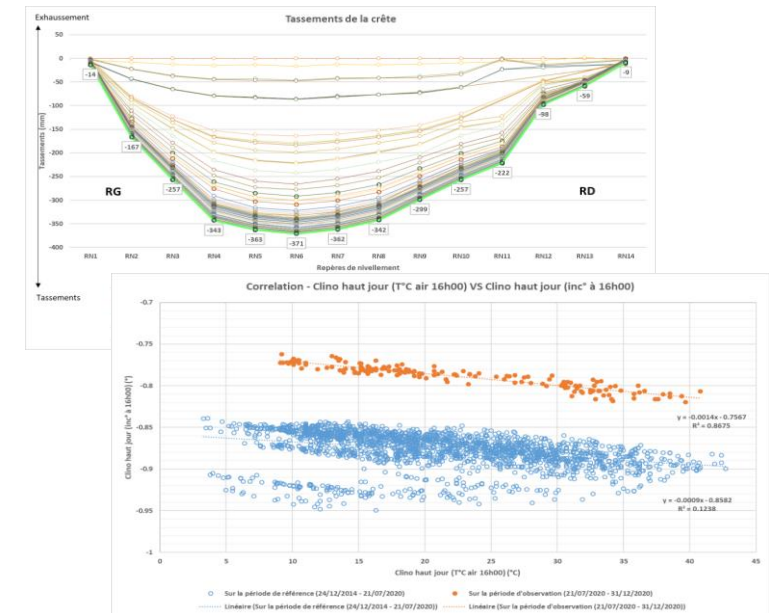 Exhaussement
Tassements de la crête
50
0
-50
-100
-150
-200
-250
-300
-350
-400
Tassements (mm)
-14
-167
-257
-343
-363
-371
-362
-342
-299
-257
-222
-98
-59
-9
RG
RD
RN1 RN2 RN3 RN4 RN5 RN6 RN7 RN8 RN9 RN10 RN11 RN12 RN13 RN14
Repères de nivellement
Tassements
Correlation - Clino haut jour (T°C air 16h00) VS Clino haut jour (inc° à 16h00)
-0.7
-0.75
-0.8
-0.85
-0.9
-0.95
-1
Clino haut jour (inc° à 16h00) (°)
y = -0.0014x - 0.7567
R² = 0.8675
y = -0.0009x - 0.8582
R² = 0.1238
0 5 10 15 20 25 30 35 40 45
Clino haut jour (T°C air 16h00) (°C)
Sur la période de référence (24/12/2014 - 21/07/2020)
Sur la période d'observation (21/07/2020 - 31/12/2020)
Linéaire (Sur la période de référence (24/12/2014 - 21/07/2020))
Linéaire (Sur la période d'observation (21/07/2020 - 31/12/2020))